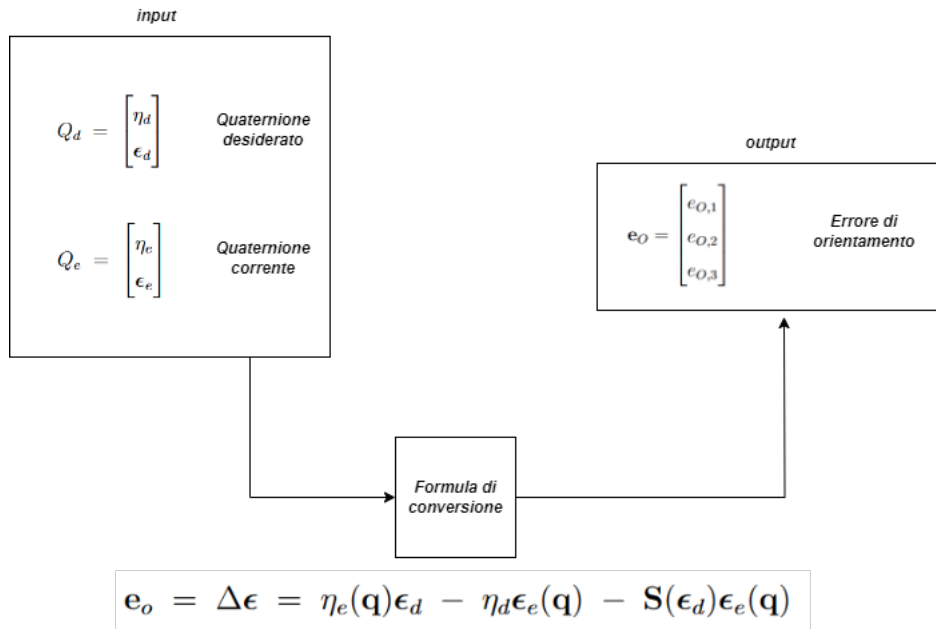 input
Q_d = [η_d
ϵ_d]
Quaternione
desiderato
Q_e = [η_e
ϵ_e]
Quaternione
corrente
output
e_O = [e_{O,1}
e_{O,2}
e_{O,3}]
Errore di
orientamento
Formula di
conversione
e_o = Δϵ = η_e(q)ϵ_d − η_dϵ_e(q) − S(ϵ_d)ϵ_e(q)